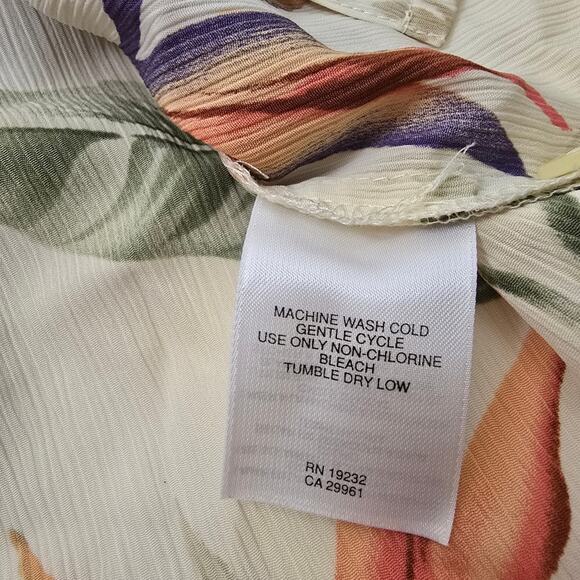 MACHINE WASH COLD
GENTLE CYCLE
USE ONLY NON-CHLORINE
BLEACH
TUMBLE DRY LOW
RN 19232
CA 29961